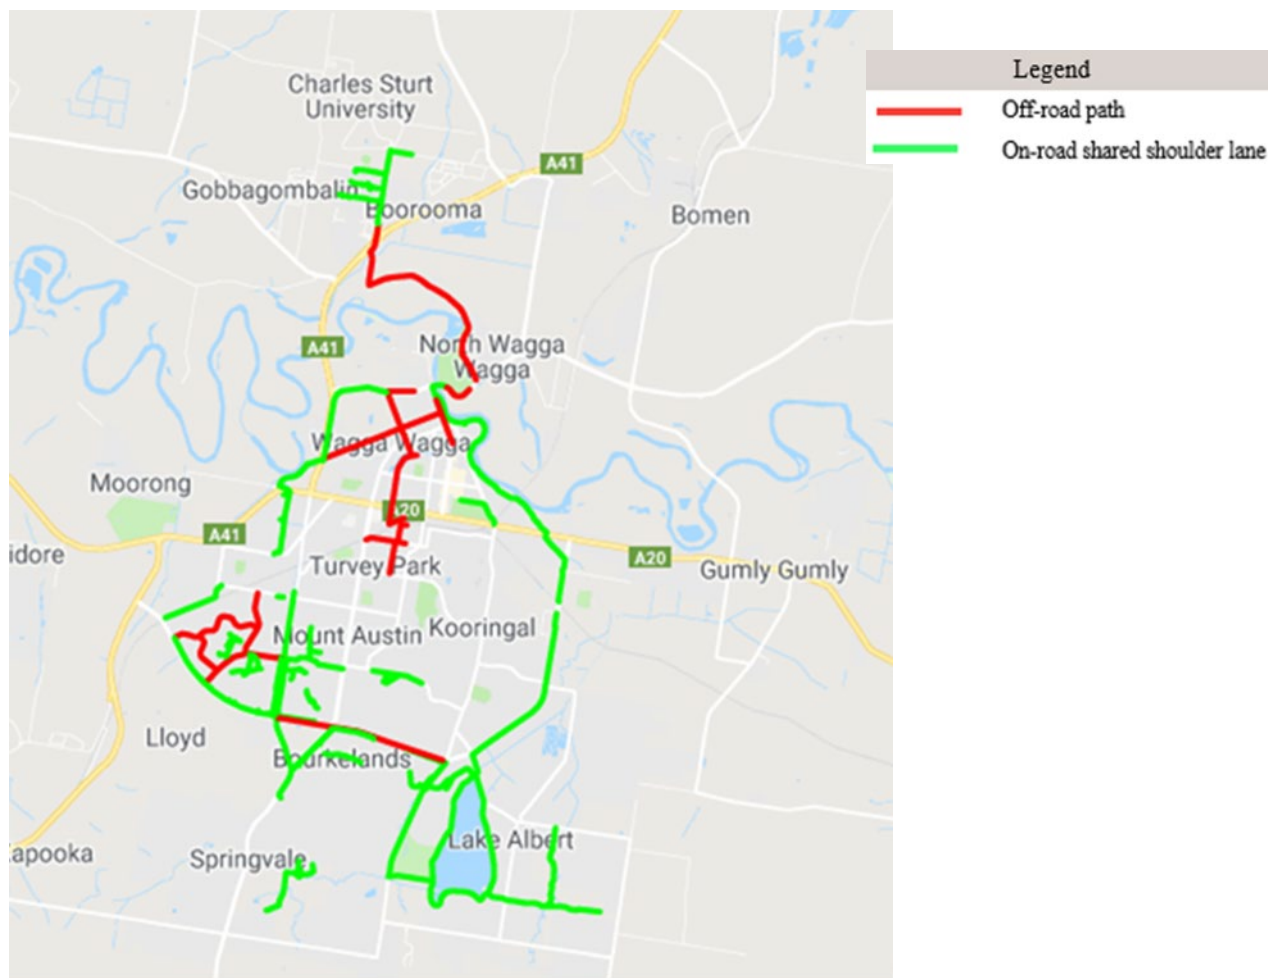 Charles Sturt
University
Legend
Off-road path
On-road shared shoulder lane
A41
Gobbagombalin
Boorooma
Bomen
A41
North Wagga
Wagga
Wagga Wagga
Moorong
A20
A41
idore
Turvey Park
A20
Gumly Gumly
Mount Austin
Kooringal
Lloyd
Bourkelands
Lake Albert
apooka
Springvale